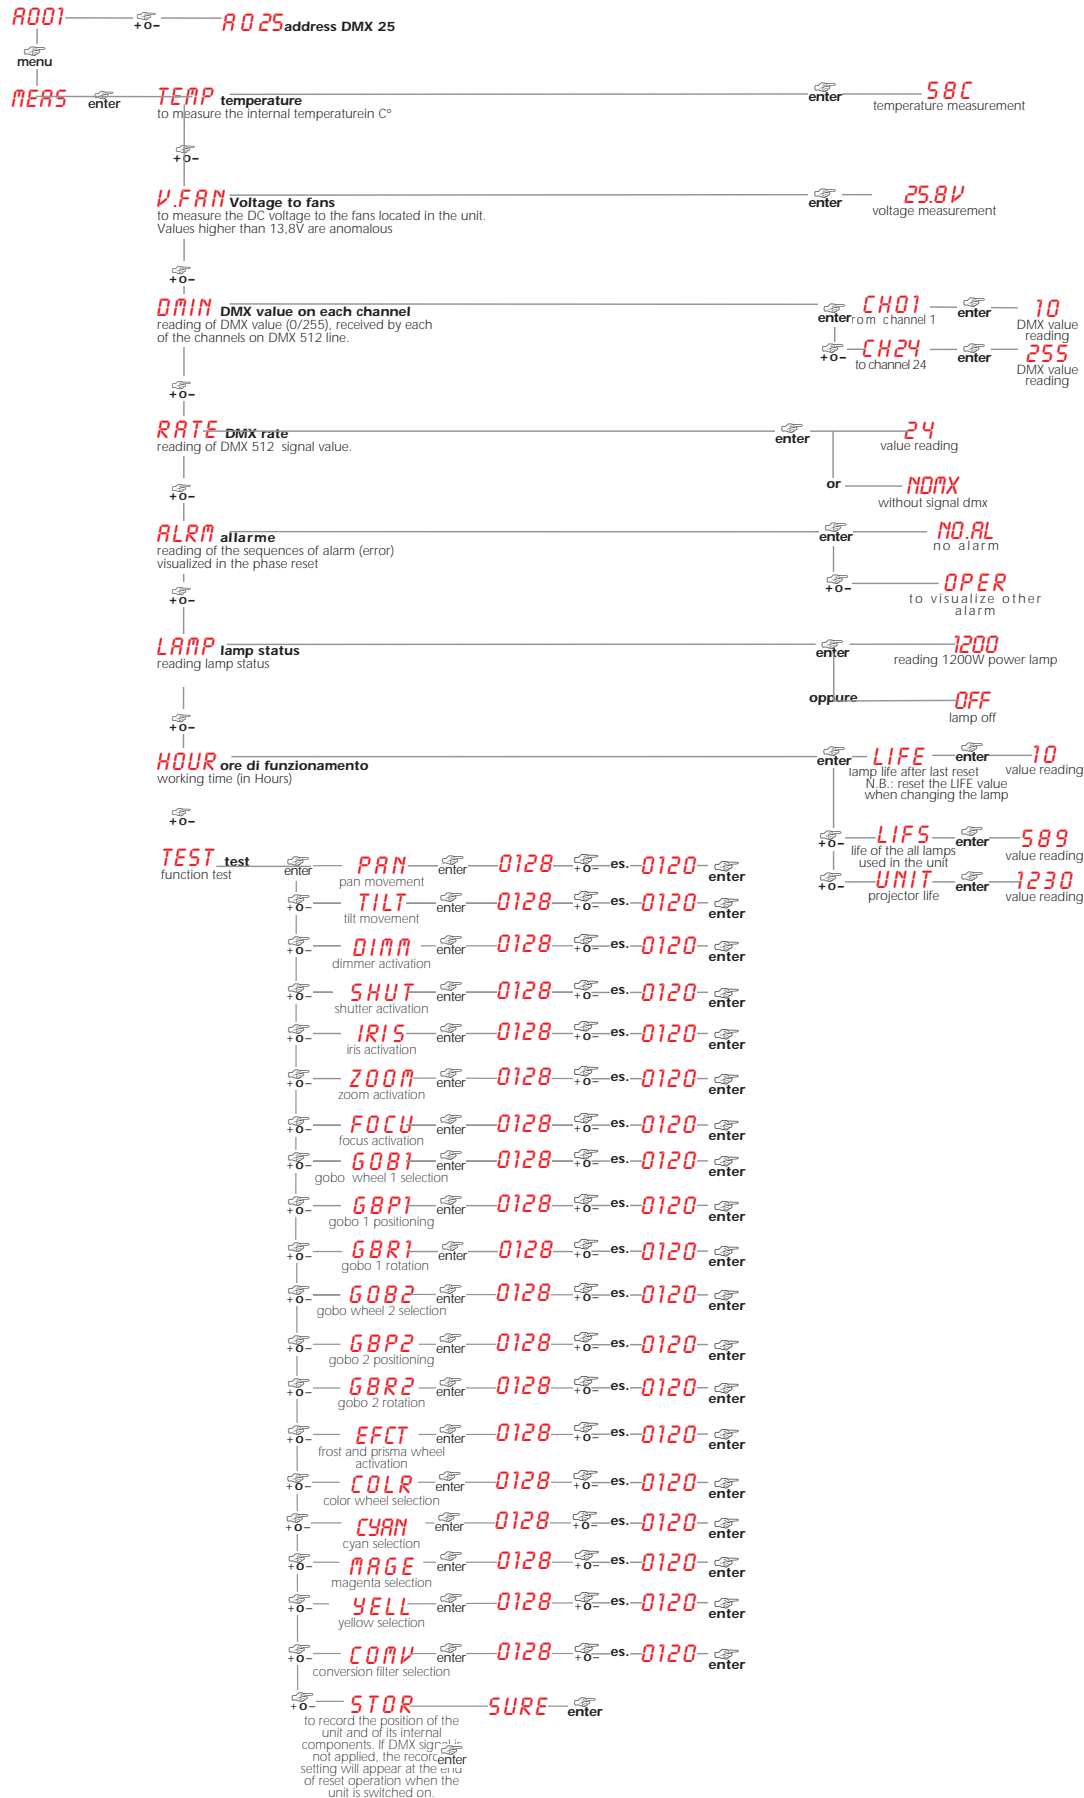 A001 +o- A025 address DMX 25
menu
MEAS enter TEMP temperature enter 58C
to measure the internal temperaturein C° temperature measurement
+o-
V.FAN Voltage to fans enter 25.8V
to measure the DC voltage to the fans located in the unit. voltage measurement
Values higher than 13,8V are anomalous
+o-
DMIN DMX value on each channel enter CH01 enter 10
reading of DMX value (0/255), received by each rom channel 1 DMX value
of the channels on DMX 512 line. reading
+o- CH24 enter 255
to channel 24 DMX value
reading
+o-
RATE DMX rate enter 24
reading of DMX 512 signal value. value reading
or NDMX
without signal dmx
+o-
ALRM allarme enter NO.AL
reading of the sequences of alarm (error) no alarm
visualized in the phase reset
+o- +o- OPER
to visualize other
alarm
LAMP lamp status enter 1200
reading lamp status reading 1200W power lamp
oppure OFF
lamp off
+o-
HOUR ore di funzionamento enter LIFE enter 10
working time (in Hours) lamp life after last reset value reading
N.B.: reset the LIFE value
when changing the lamp
+o-
+o- LIFS enter 589
life of the all lamps value reading
used in the unit
+o- UNIT enter 1230
projector life value reading
TEST test enter PAN enter 0128 +o- es. 0120 enter
function test pan movement
+o- TILT enter 0128 +o- es. 0120 enter
tilt movement
+o- DIMM enter 0128 +o- es. 0120 enter
dimmer activation
+o- SHUT enter 0128 +o- es. 0120 enter
shutter activation
+o- IRIS enter 0128 +o- es. 0120 enter
iris activation
+o- ZOOM enter 0128 +o- es. 0120 enter
zoom activation
+o- FOCU enter 0128 +o- es. 0120 enter
focus activation
+o- GOB1 enter 0128 +o- es. 0120 enter
gobo wheel 1 selection
+o- GBP1 enter 0128 +o- es. 0120 enter
gobo 1 positioning
+o- GBR1 enter 0128 +o- es. 0120 enter
gobo 1 rotation
+o- GOB2 enter 0128 +o- es. 0120 enter
gobo wheel 2 selection
+o- GBP2 enter 0128 +o- es. 0120 enter
gobo 2 positioning
+o- GBR2 enter 0128 +o- es. 0120 enter
gobo 2 rotation
+o- EFCT enter 0128 +o- es. 0120 enter
frost and prisma wheel
activation
+o- COLR enter 0128 +o- es. 0120 enter
color wheel selection
+o- CYAN enter 0128 +o- es. 0120 enter
cyan selection
+o- MAGE enter 0128 +o- es. 0120 enter
magenta selection
+o- YELL enter 0128 +o- es. 0120 enter
yellow selection
+o- COMV enter 0128 +o- es. 0120 enter
conversion filter selection
+o- STOR SURE enter
to record the position of the
unit and of its internal
components. If DMX signal is
not applied, the record enter
setting will appear at the end
of reset operation when the
unit is switched on.